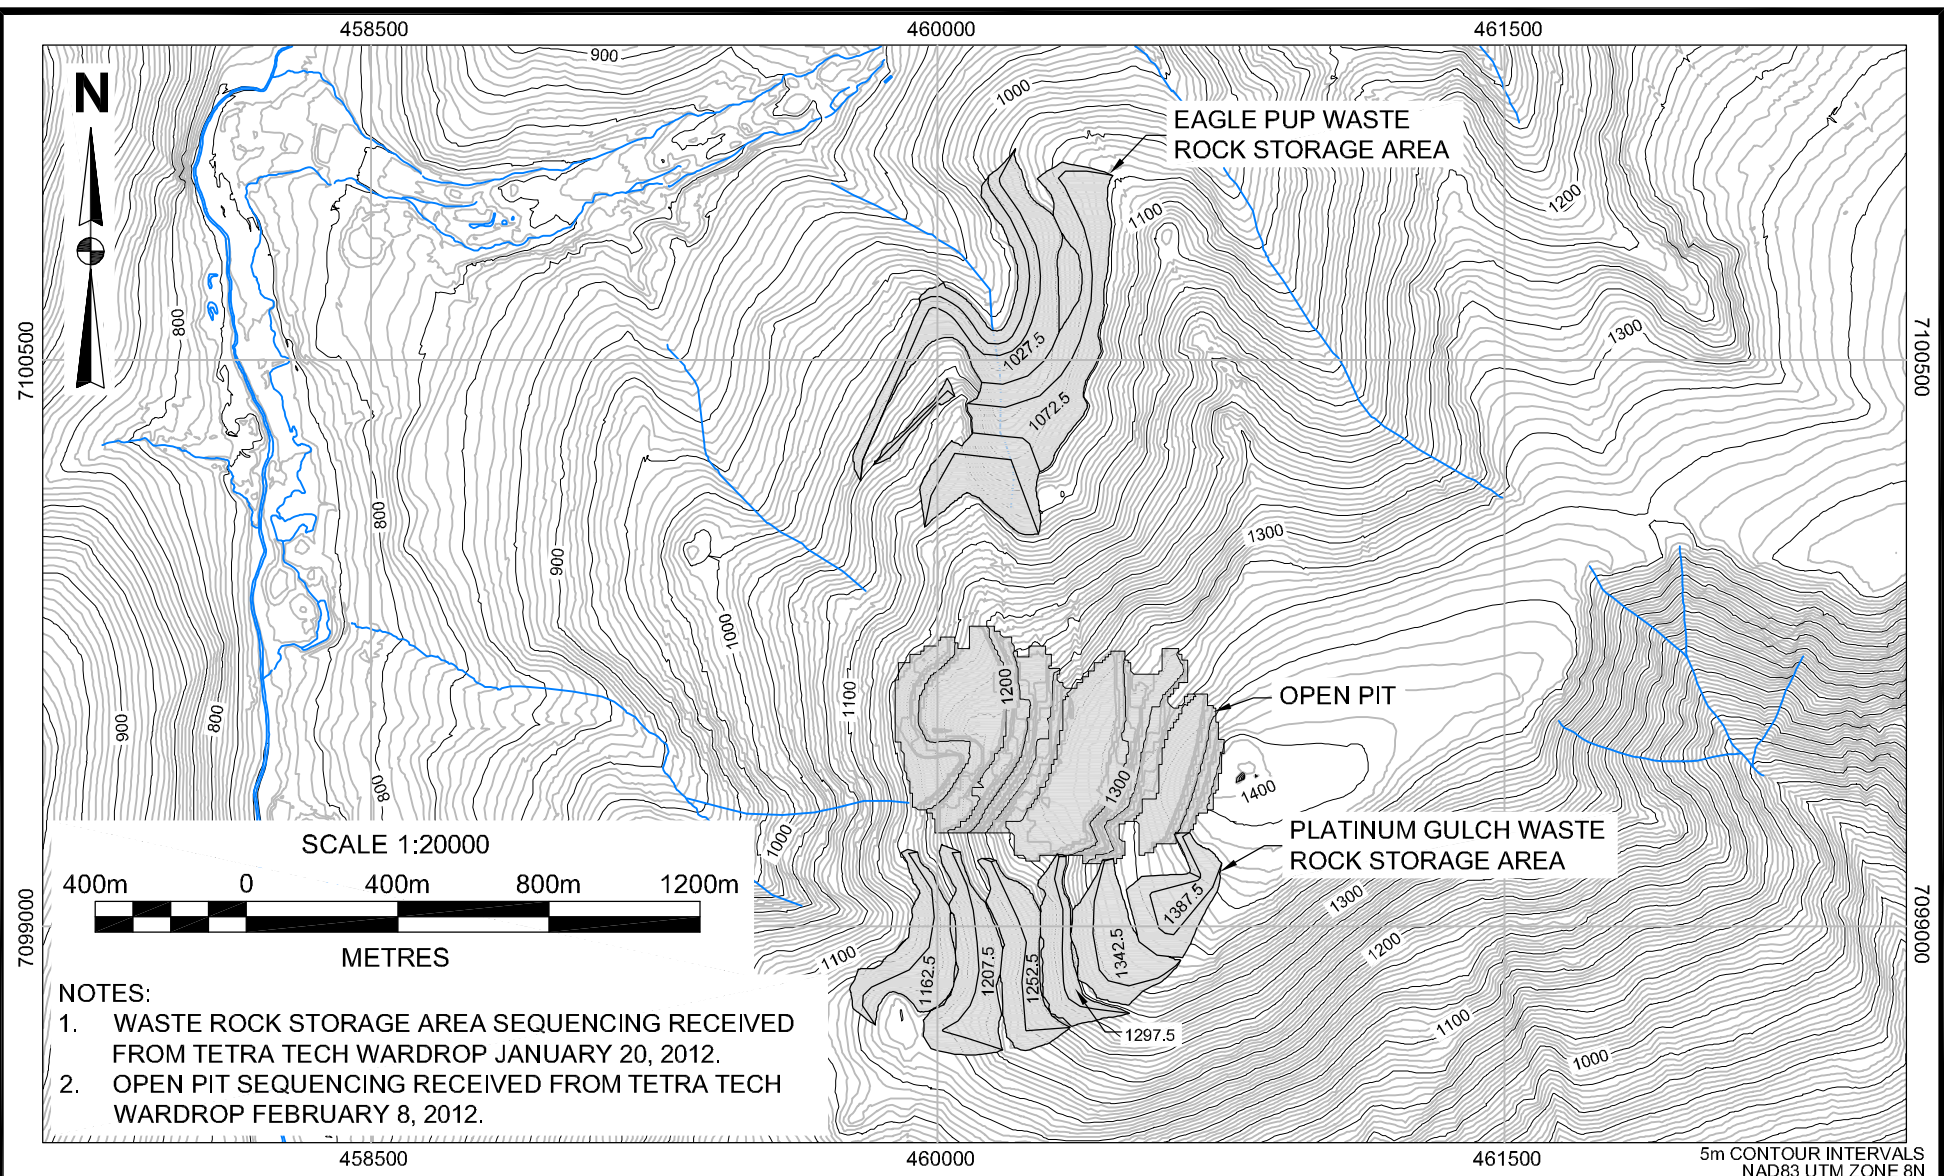 458500
460000
461500
900
N
1000
EAGLE PUP WASTE
ROCK STORAGE AREA
1200
1100
800
1300
7100500
7100500
1027.5
1072.5
800
1300
900
1000
1200
1100
OPEN PIT
900
800
800
1300
1400
SCALE 1:20000
1000
PLATINUM GULCH WASTE
ROCK STORAGE AREA
400m 0 400m 800m 1200m
METRES
1387.5
1300
7099000
7099000
1100
1162.5
1207.5
1252.5
1342.5
1200
1297.5
1100
1000
NOTES:
1. WASTE ROCK STORAGE AREA SEQUENCING RECEIVED
FROM TETRA TECH WARDROP JANUARY 20, 2012.
2. OPEN PIT SEQUENCING RECEIVED FROM TETRA TECH
WARDROP FEBRUARY 8, 2012.
458500
460000
461500
5m CONTOUR INTERVALS
NAD83 UTM ZONE 8N